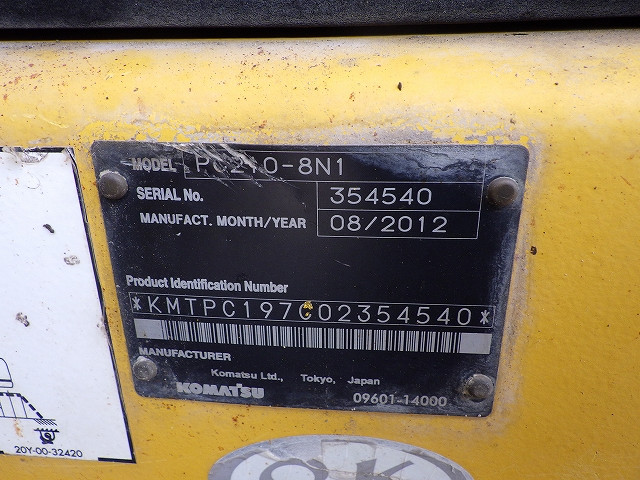 MODEL PC210-8N1
SERIAL No. 354540
MANUFACT. MONTH/YEAR 08/2012
Product Identification Number
*KMTPC197C02354540*
MANUFACTURER
Komatsu Ltd., Tokyo, Japan
KOMATSU
09601-14000
20Y-00-32420
OK